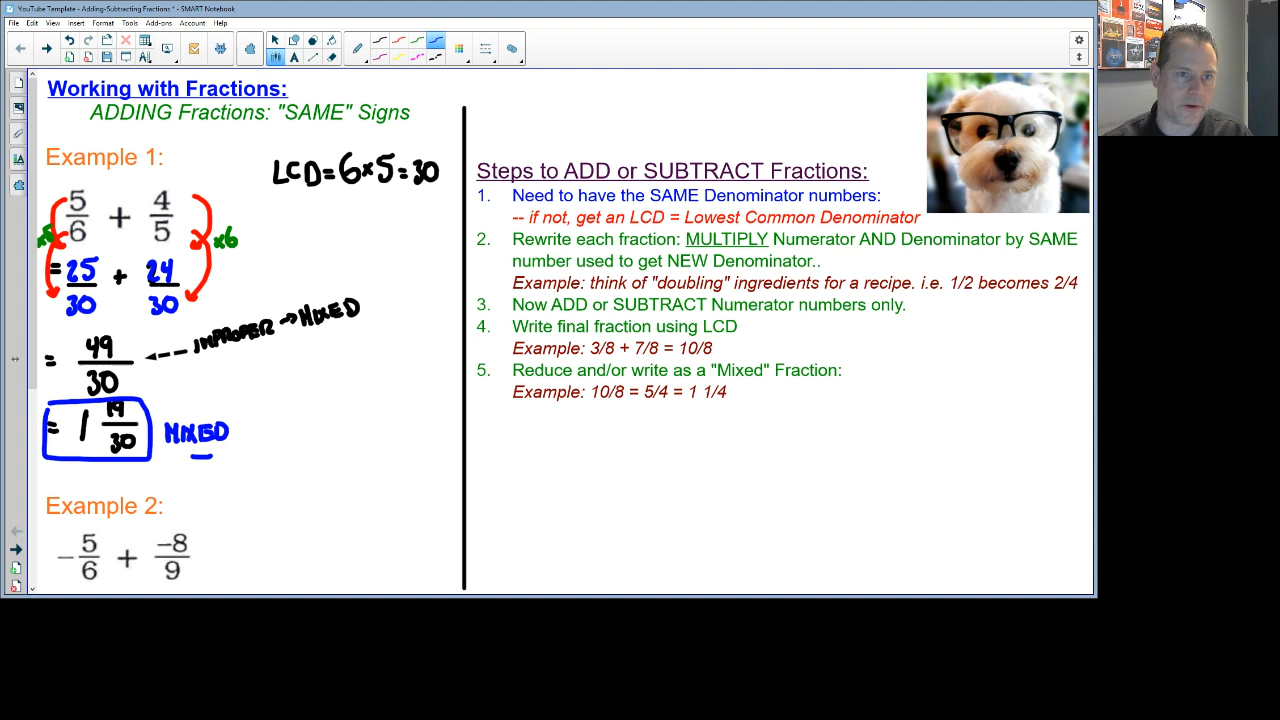 YouTube Template - Adding-Subtracting Fractions * - SMART Notebook
File Edit View Insert Format Tools Add-ons Account Help
Working with Fractions:
ADDING Fractions: "SAME" Signs
Example 1:
LCD = 6 x 5 = 30
5/6 + 4/5
x5 x6
= 25/30 + 24/30
= 49/30 IMPROPER → MIXED
= 1 19/30 MIXED
Example 2:
- 5/6 + -8/9
Steps to ADD or SUBTRACT Fractions:
1. Need to have the SAME Denominator numbers:
-- if not, get an LCD = Lowest Common Denominator
2. Rewrite each fraction: MULTIPLY Numerator AND Denominator by SAME
number used to get NEW Denominator..
Example: think of "doubling" ingredients for a recipe. i.e. 1/2 becomes 2/4
3. Now ADD or SUBTRACT Numerator numbers only.
4. Write final fraction using LCD
Example: 3/8 + 7/8 = 10/8
5. Reduce and/or write as a "Mixed" Fraction:
Example: 10/8 = 5/4 = 1 1/4